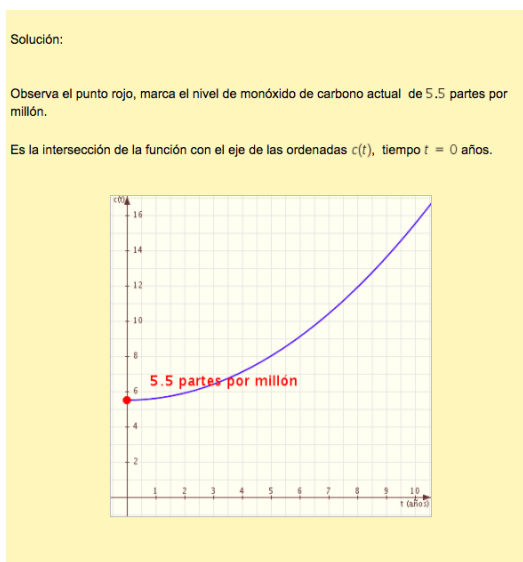 Solución:
Observa el punto rojo, marca el nivel de monóxido de carbono actual de 5.5 partes por
millón.
Es la intersección de la función con el eje de las ordenadas c(t), tiempo t = 0 años.
c(t)
16
14
12
10
8
5.5 partes por millón
6
4
2
1 2 3 4 5 6 7 8 9 10
t (años)